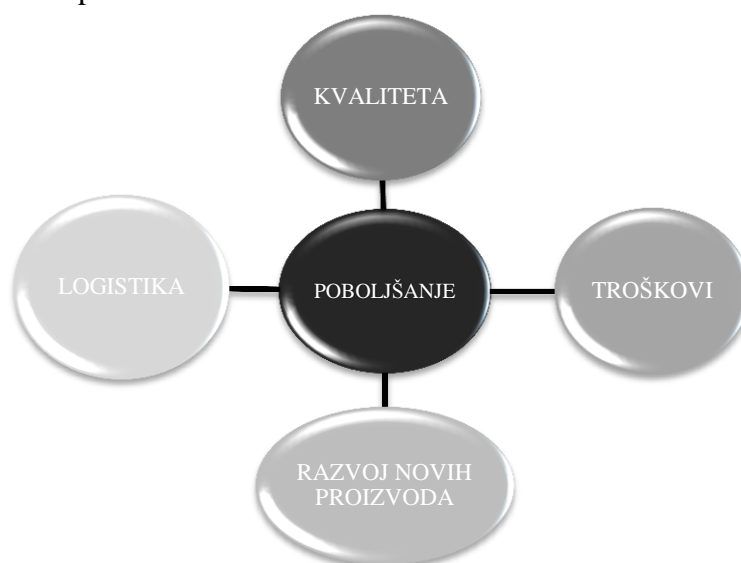 KVALITETA
LOGISTIKA
POBOLJŠANJE
TROŠKOVI
RAZVOJ NOVIH
PROIZVODA